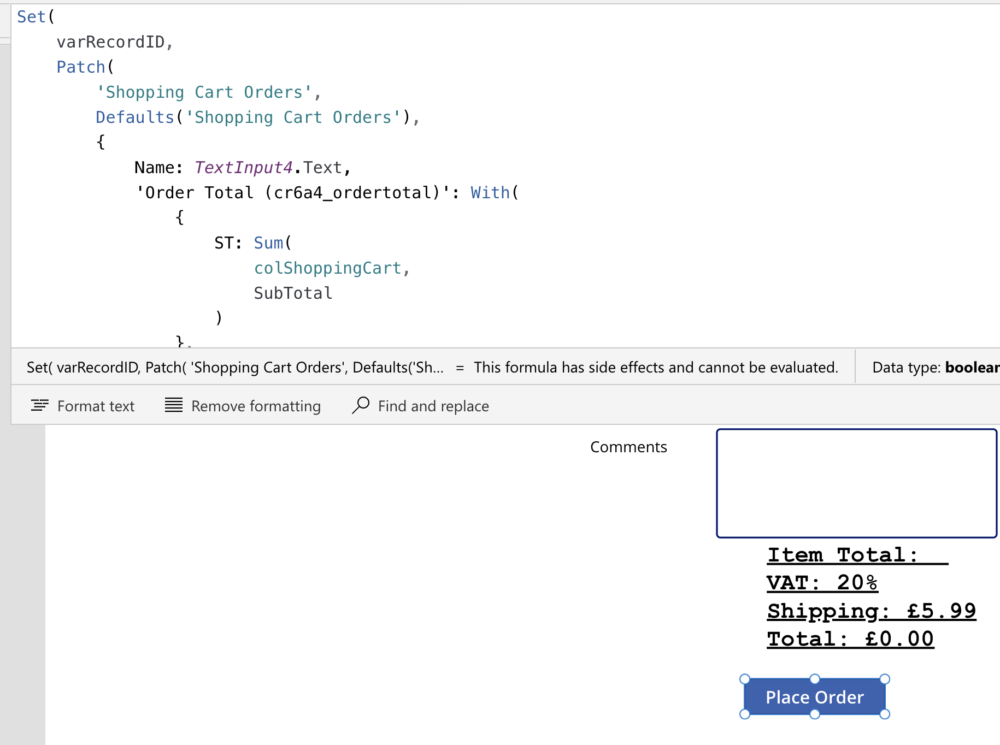 Set(
varRecordID,
Patch(
'Shopping Cart Orders',
Defaults('Shopping Cart Orders'),
{
Name: TextInput4.Text,
'Order Total (cr6a4_ordertotal)': With(
{
ST: Sum(
colShoppingCart,
SubTotal
)
},
Set( varRecordID, Patch( 'Shopping Cart Orders', Defaults('Sh... = This formula has side effects and cannot be evaluated. Data type: boolean
Format text Remove formatting Find and replace
Comments
Item Total:
VAT: 20%
Shipping: £5.99
Total: £0.00
Place Order